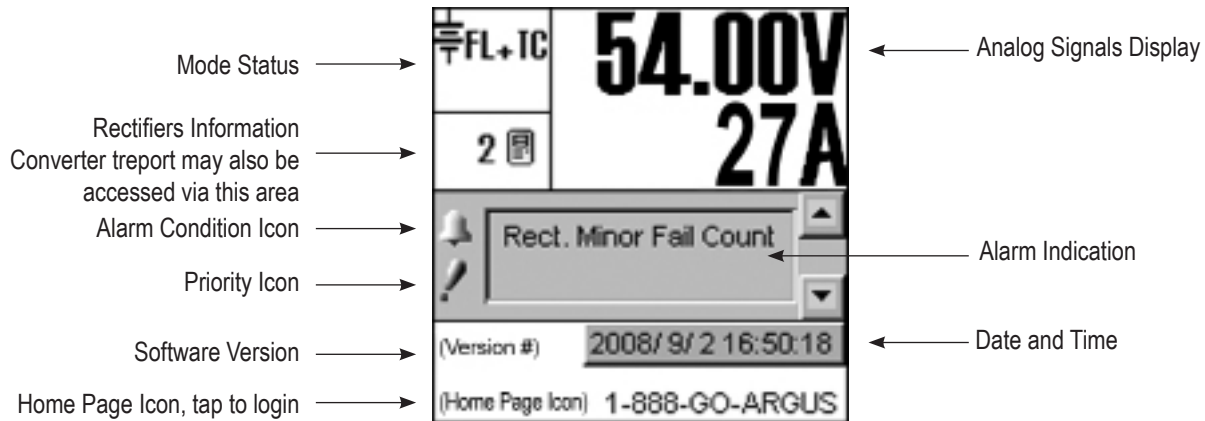 Mode Status
Rectifiers Information
Converter treport may also be
accessed via this area
Alarm Condition Icon
Priority Icon
Software Version
Home Page Icon, tap to login
FL+TC
54.00V
27A
2
Rect. Minor Fail Count
(Version #)
2008/ 9/ 2 16:50:18
(Home Page Icon) 1-888-GO-ARGUS
Analog Signals Display
Alarm Indication
Date and Time